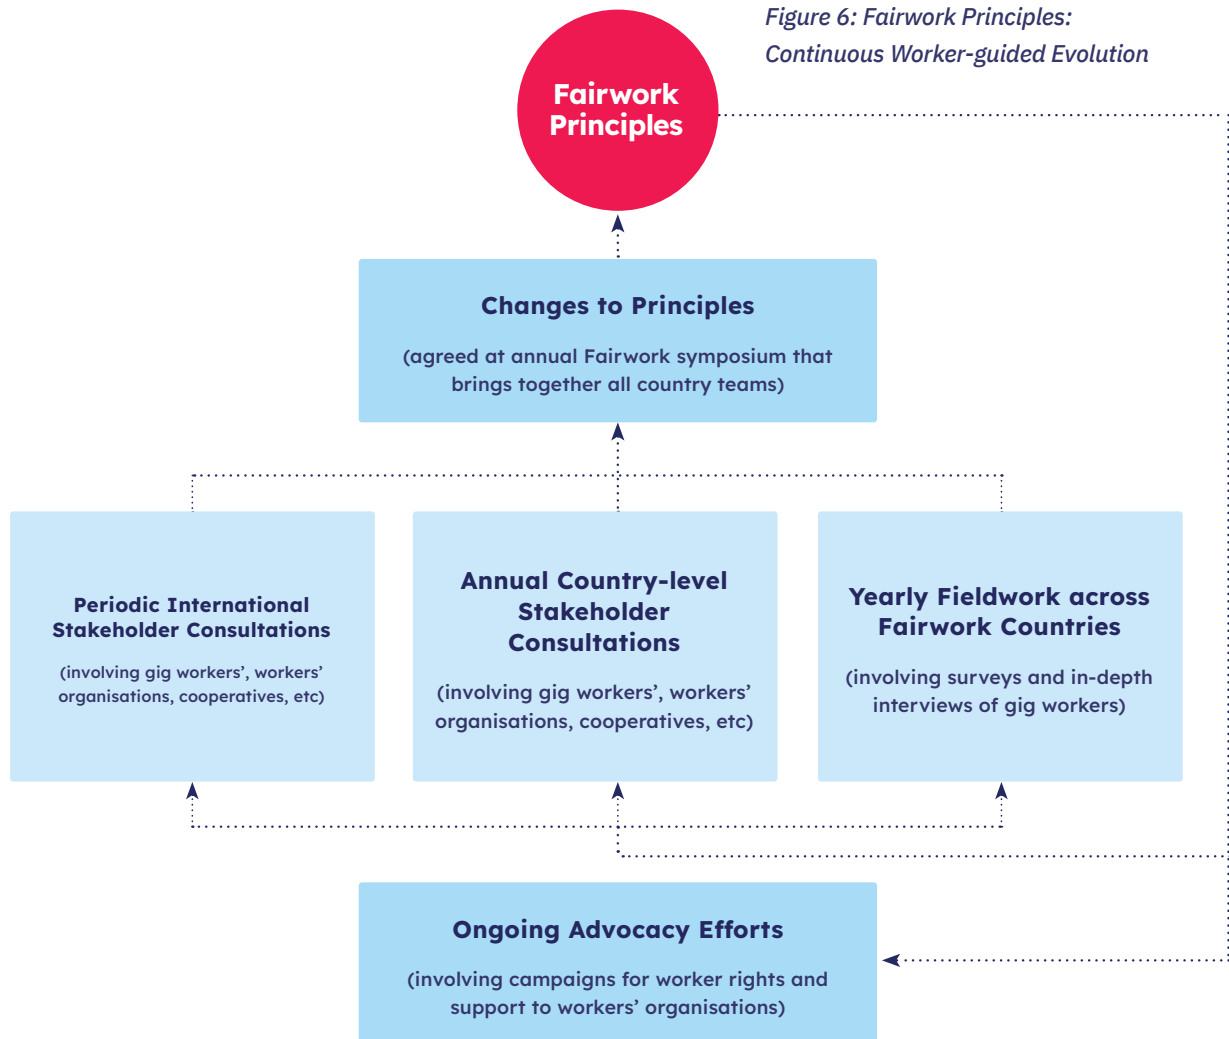 Figure 6: Fairwork Principles:
Continuous Worker-guided Evolution
Fairwork
Principles
Changes to Principles
(agreed at annual Fairwork symposium that
brings together all country teams)
Periodic International
Stakeholder Consultations
(involving gig workers’, workers’
organisations, cooperatives, etc)
Annual Country-level
Stakeholder
Consultations
(involving gig workers’, workers’
organisations, cooperatives, etc)
Yearly Fieldwork across
Fairwork Countries
(involving surveys and in-depth
interviews of gig workers)
Ongoing Advocacy Efforts
(involving campaigns for worker rights and
support to workers’ organisations)